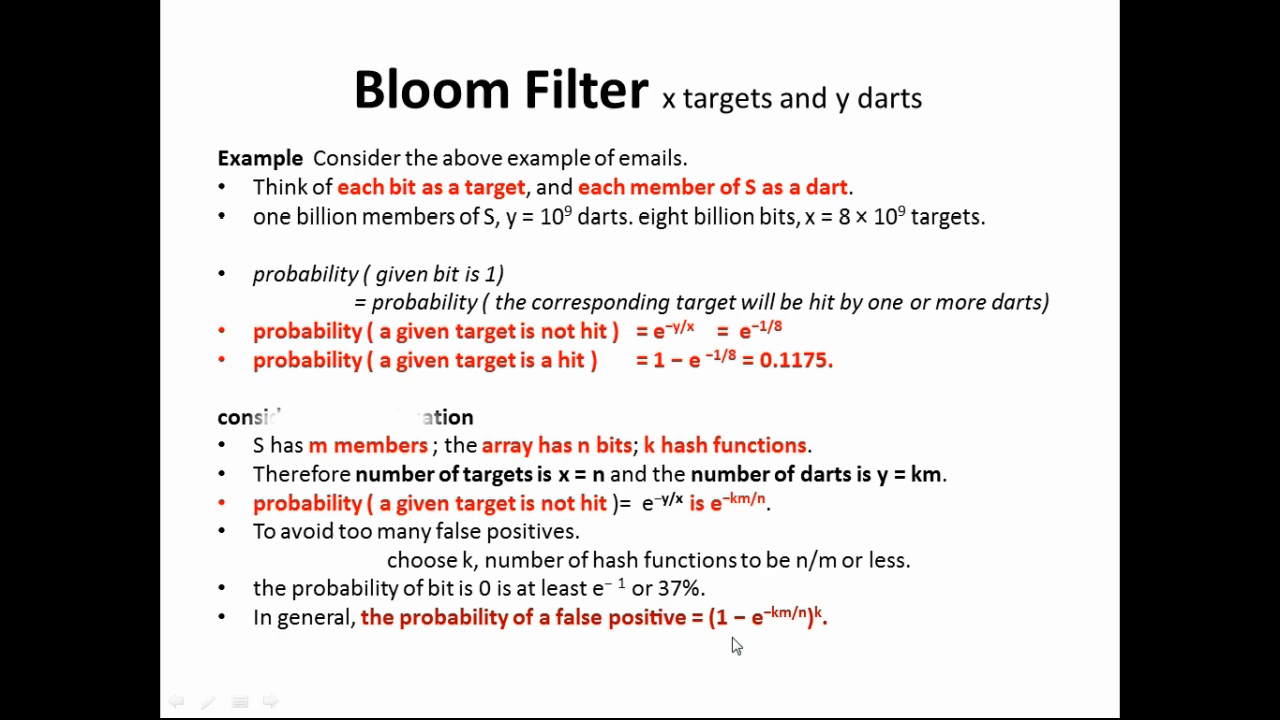 Bloom Filter x targets and y darts
Example Consider the above example of emails.
• Think of each bit as a target, and each member of S as a dart.
• one billion members of S, y = 10⁹ darts. eight billion bits, x = 8 × 10⁹ targets.
• probability ( given bit is 1)
= probability ( the corresponding target will be hit by one or more darts)
• probability ( a given target is not hit ) = e⁻ʸ/ˣ = e⁻¹/⁸
• probability ( a given target is a hit ) = 1 − e ⁻¹/⁸ = 0.1175.
• S has m members ; the array has n bits; k hash functions.
• Therefore number of targets is x = n and the number of darts is y = km.
• probability ( a given target is not hit )= e⁻ʸ/ˣ is e⁻ᵏᵐ/ⁿ.
• To avoid too many false positives.
choose k, number of hash functions to be n/m or less.
• the probability of bit is 0 is at least e⁻ ¹ or 37%.
• In general, the probability of a false positive = (1 − e⁻ᵏᵐ/ⁿ)ᵏ.